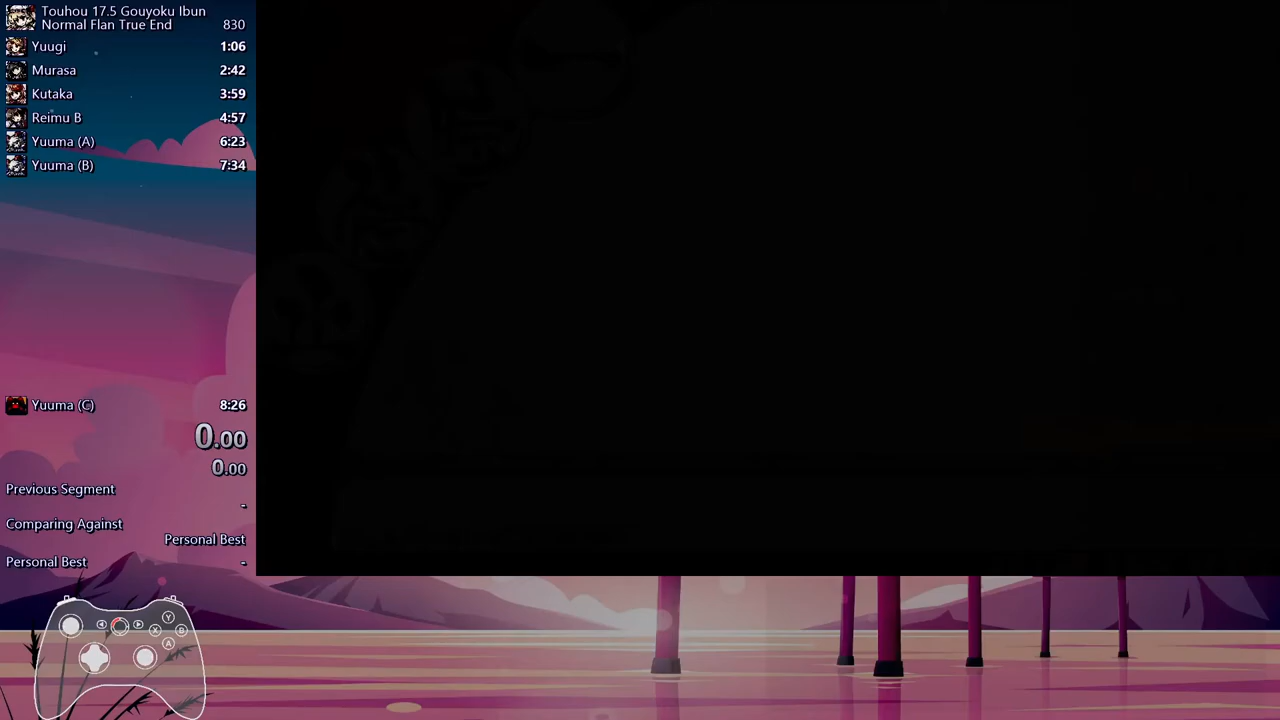 Touhou 17.5 Gouyoku Ibun
Normal Flan True End 830
Yuugi 1:06
Murasa 2:42
Kutaka 3:59
Reimu B 4:57
Yuuma (A) 6:23
Yuuma (B) 7:34
Yuuma (C) 8:26
0.00
0.00
Previous Segment
-
Comparing Against
Personal Best
Personal Best -
Y
X B
A